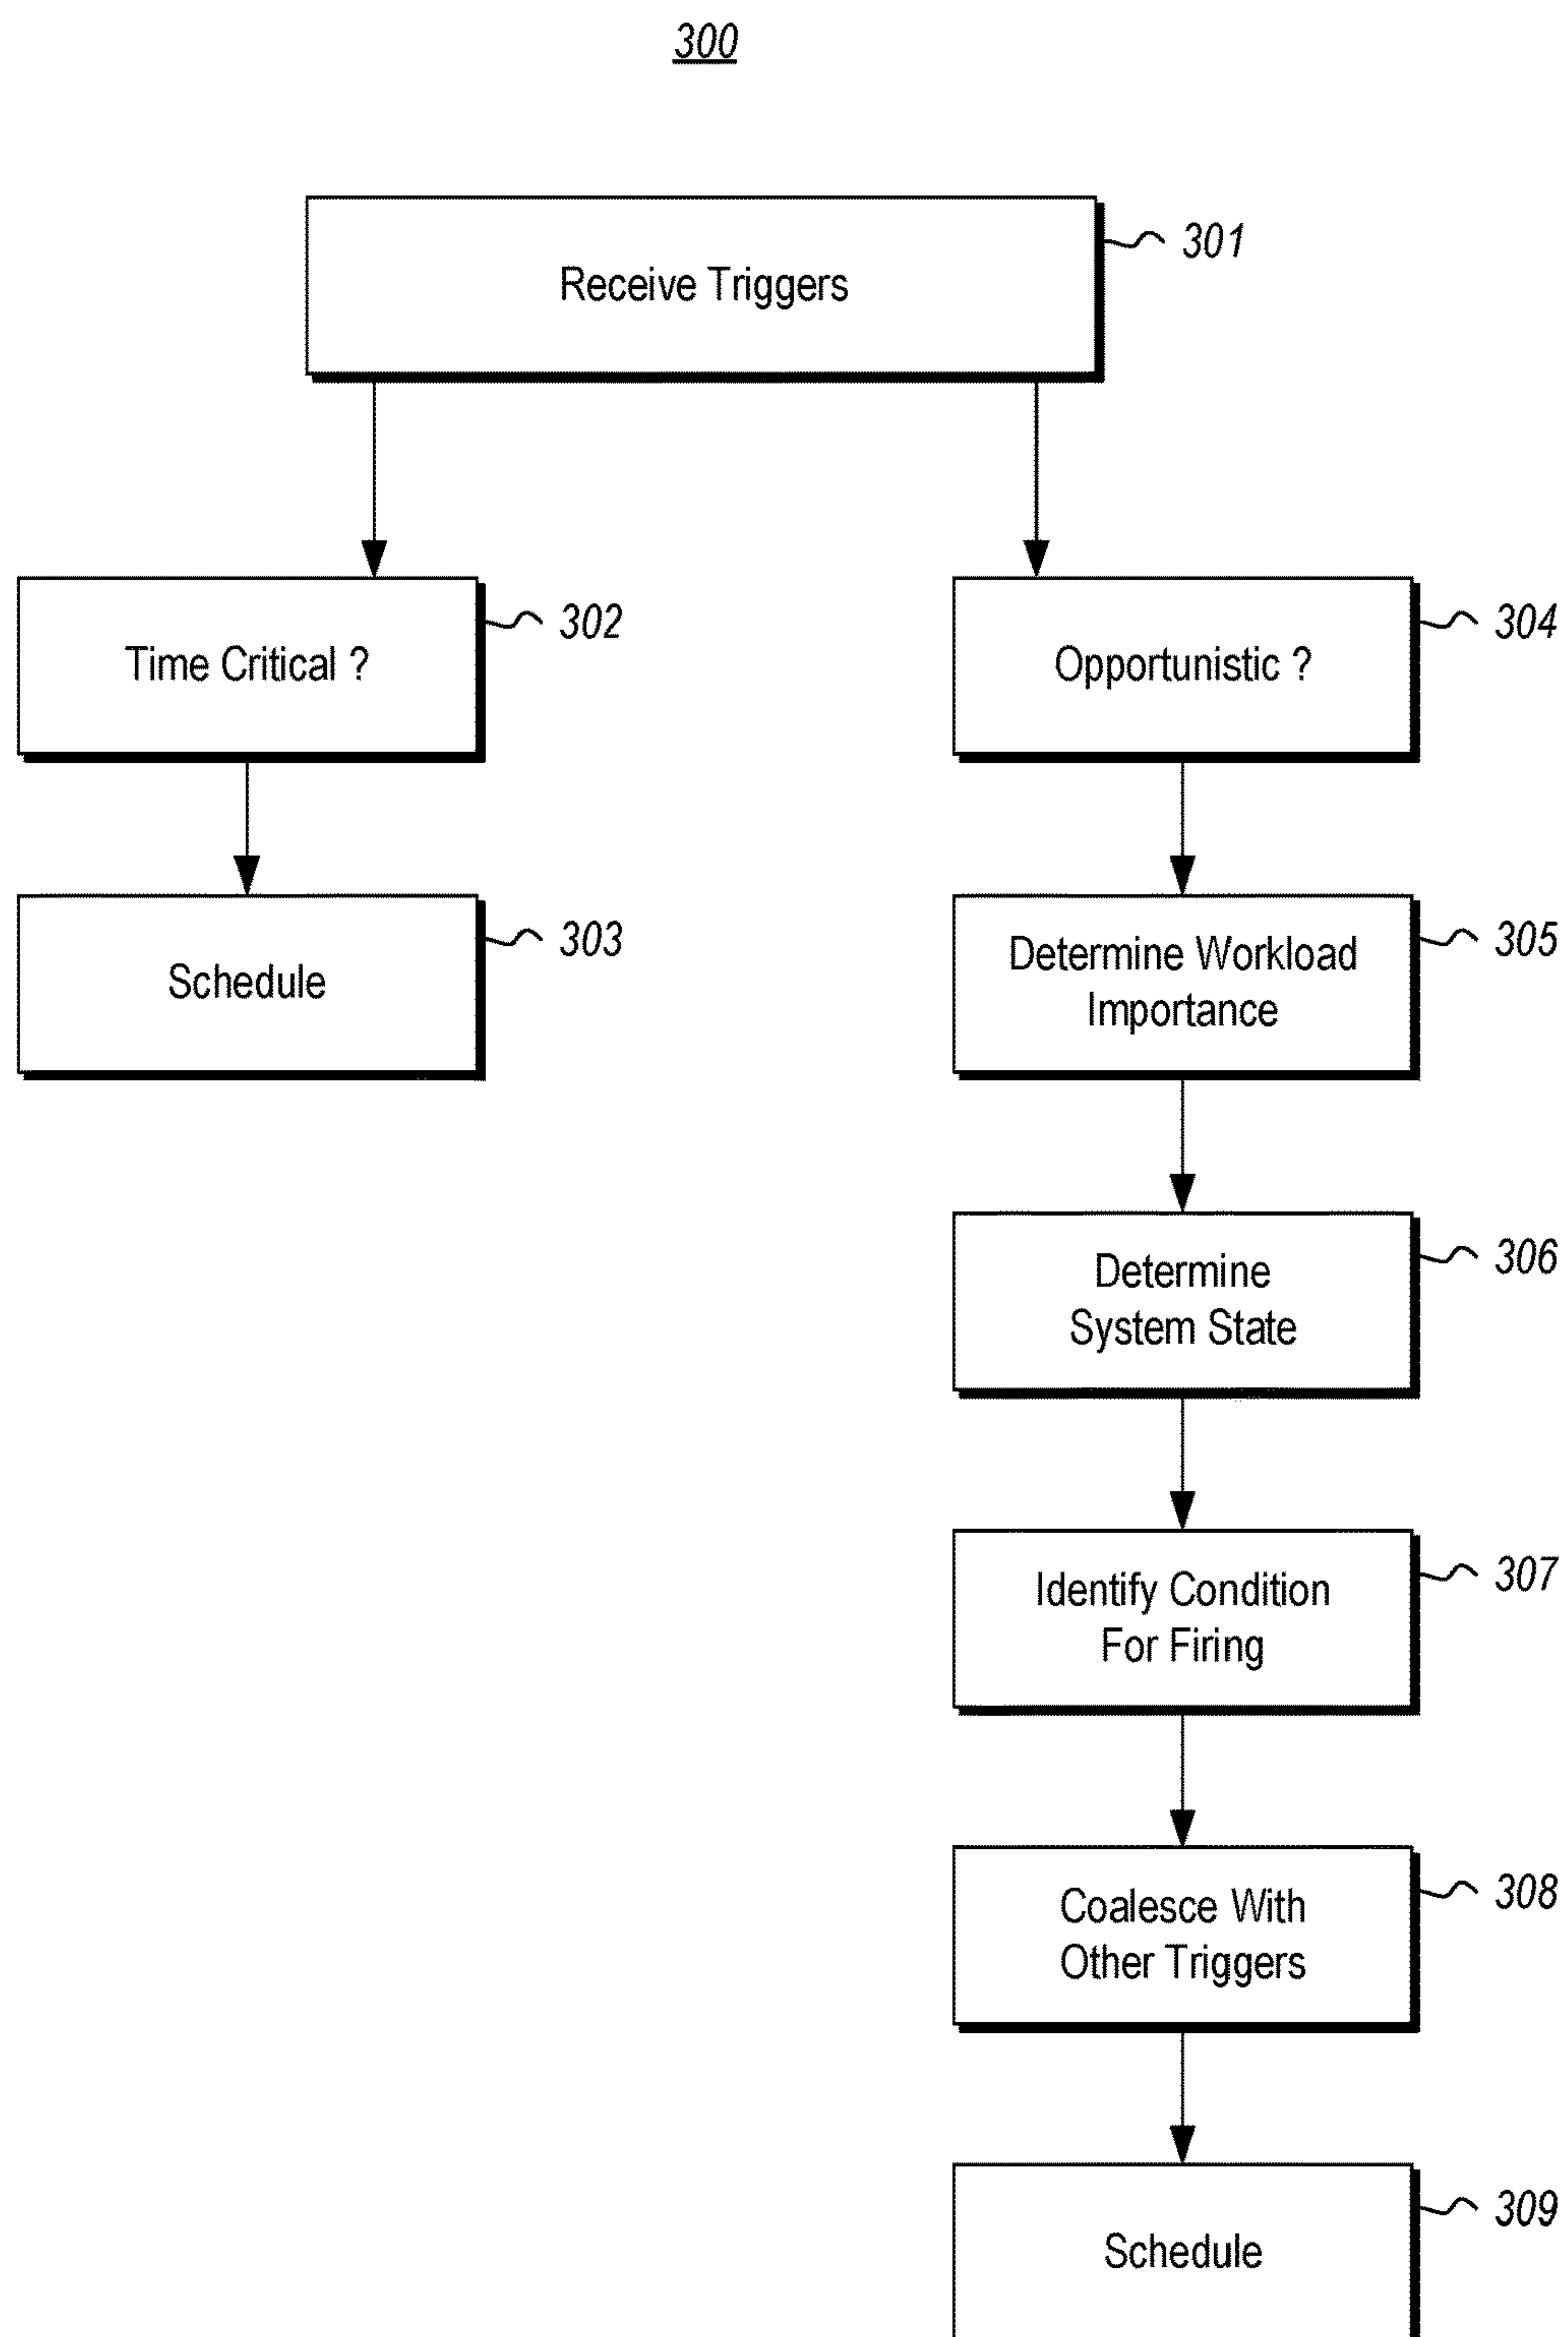 300
Receive Triggers
301
Time Critical ?
302
Opportunistic ?
304
Schedule
303
Determine Workload
Importance
305
Determine
System State
306
Identify Condition
For Firing
307
Coalesce With
Other Triggers
308
Schedule
309